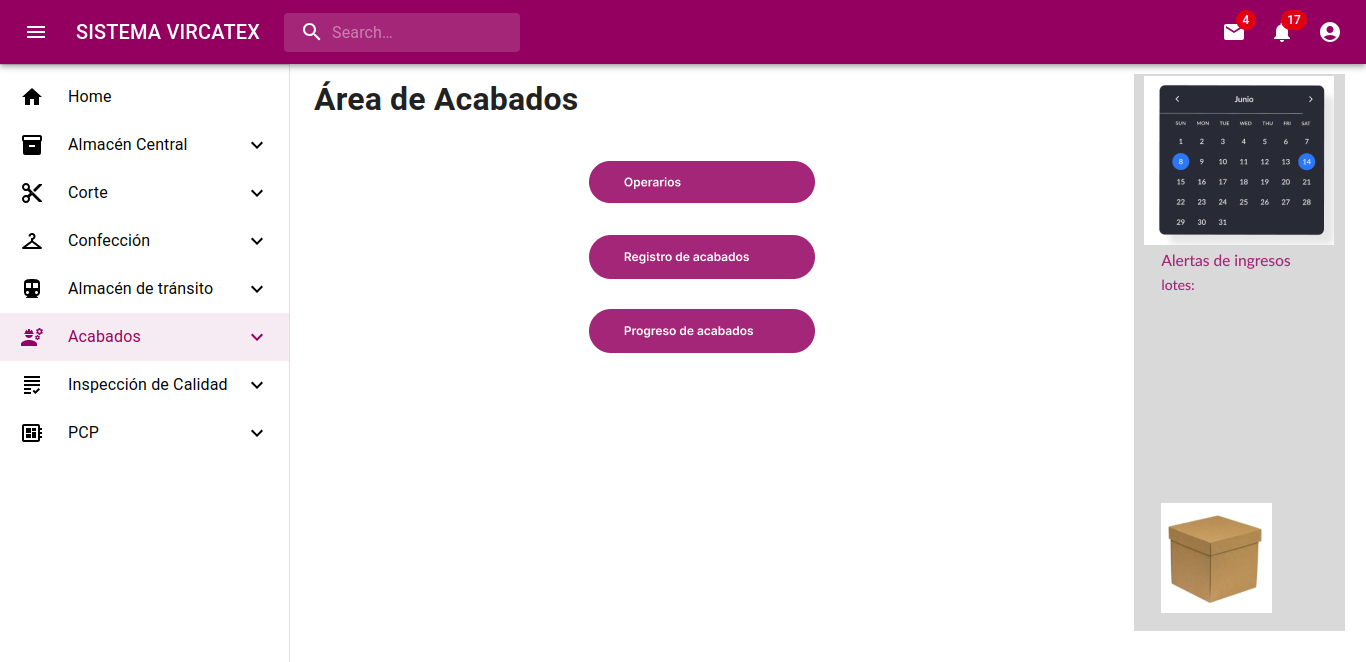 SISTEMA VIRCATEX
Search...
4
17
Home
Almacén Central
Corte
Confección
Almacén de tránsito
Acabados
Inspección de Calidad
PCP
Área de Acabados
Operarios
Registro de acabados
Progreso de acabados
Junio
SUN MON TUE WED THU FRI SAT
1 2 3 4 5 6 7
8 9 10 11 12 13 14
15 16 17 18 19 20 21
22 23 24 25 26 27 28
29 30 31
Alertas de ingresos
lotes: